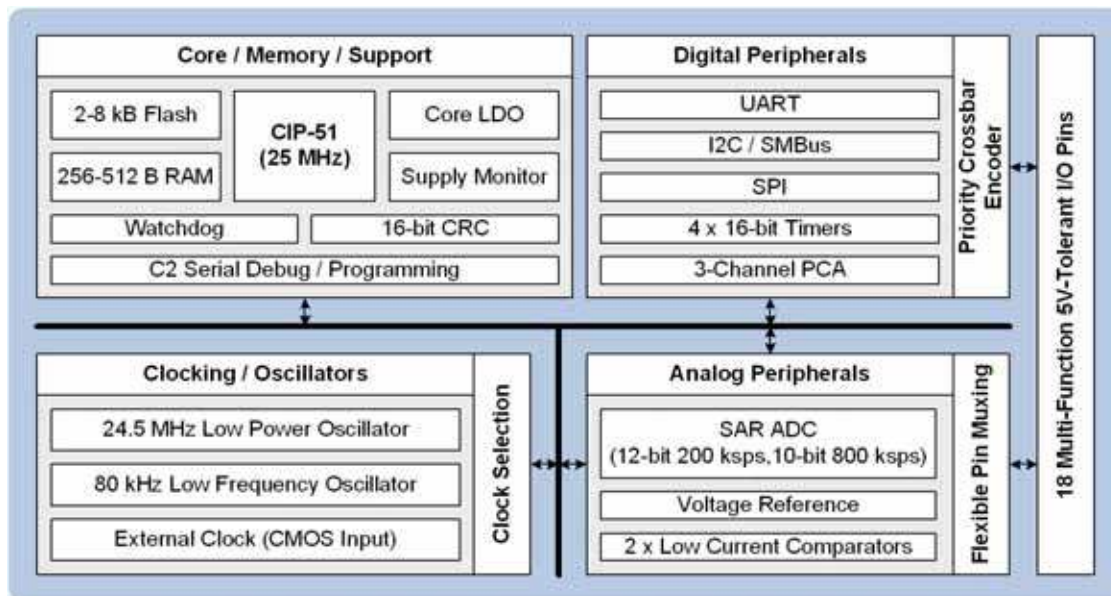 Core / Memory / Support
2-8 kB Flash
CIP-51
(25 MHz)
Core LDO
256-512 B RAM
Supply Monitor
Watchdog
16-bit CRC
C2 Serial Debug / Programming
Digital Peripherals
UART
I2C / SMBus
SPI
4 x 16-bit Timers
3-Channel PCA
Priority Crossbar
Encoder
18 Multi-Function 5V-Tolerant I/O Pins
Clocking / Oscillators
24.5 MHz Low Power Oscillator
80 kHz Low Frequency Oscillator
External Clock (CMOS Input)
Clock Selection
Analog Peripherals
SAR ADC
(12-bit 200 ksps,10-bit 800 ksps)
Voltage Reference
2 x Low Current Comparators
Flexible Pin Muxing